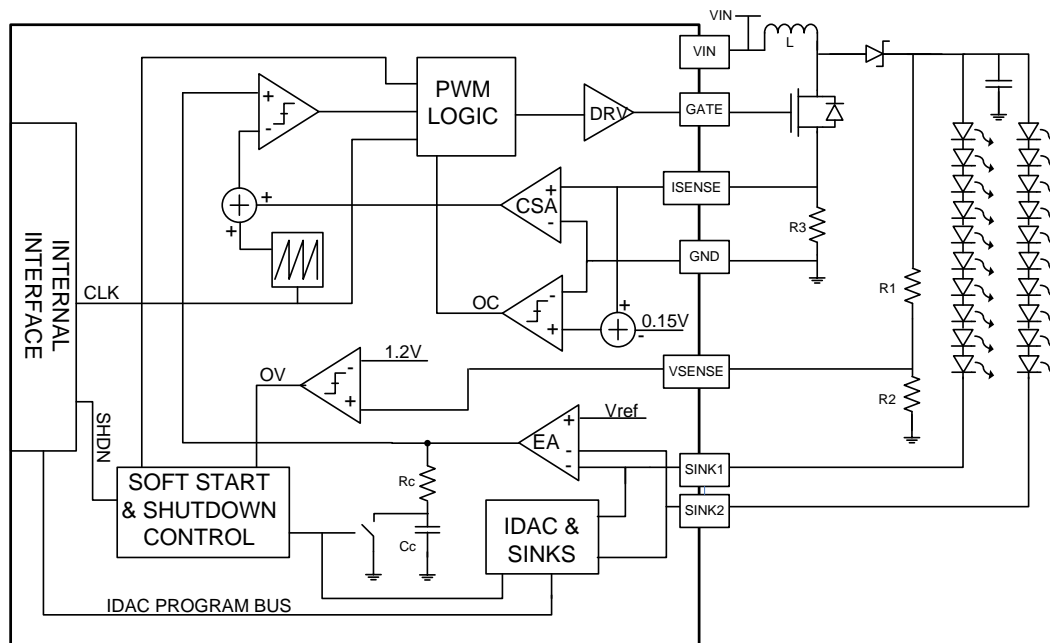 VIN
VIN
L
PWM
LOGIC
+
-
DRV
GATE
ISENSE
CSA
+
-
+
+
R3
GND
INTERNAL
INTERFACE
CLK
OC
-
+
+
-
0.15V
R1
1.2V
OV
-
+
VSENSE
R2
Vref
EA
+
-
-
SHDN
SINK1
SOFT START
& SHUTDOWN
CONTROL
Rc
Cc
IDAC &
SINKS
SINK2
IDAC PROGRAM BUS